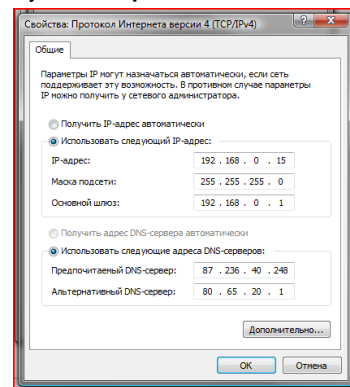 Свойства: Протокол Интернета версии 4 (TCP/IPv4)
Общие
Параметры IP могут назначаться автоматически, если сеть
поддерживает эту возможность. В противном случае параметры
IP можно получить у сетевого администратора.
Получить IP-адрес автоматически
Использовать следующий IP-адрес:
IP-адрес: 192 . 168 . 0 . 15
Маска подсети: 255 . 255 . 255 . 0
Основной шлюз: 192 . 168 . 0 . 1
Получить адрес DNS-сервера автоматически
Использовать следующие адреса DNS-серверов:
Предпочитаемый DNS-сервер: 87 . 236 . 40 . 248
Альтернативный DNS-сервер: 80 . 65 . 20 . 1
Дополнительно...
ОК Отмена